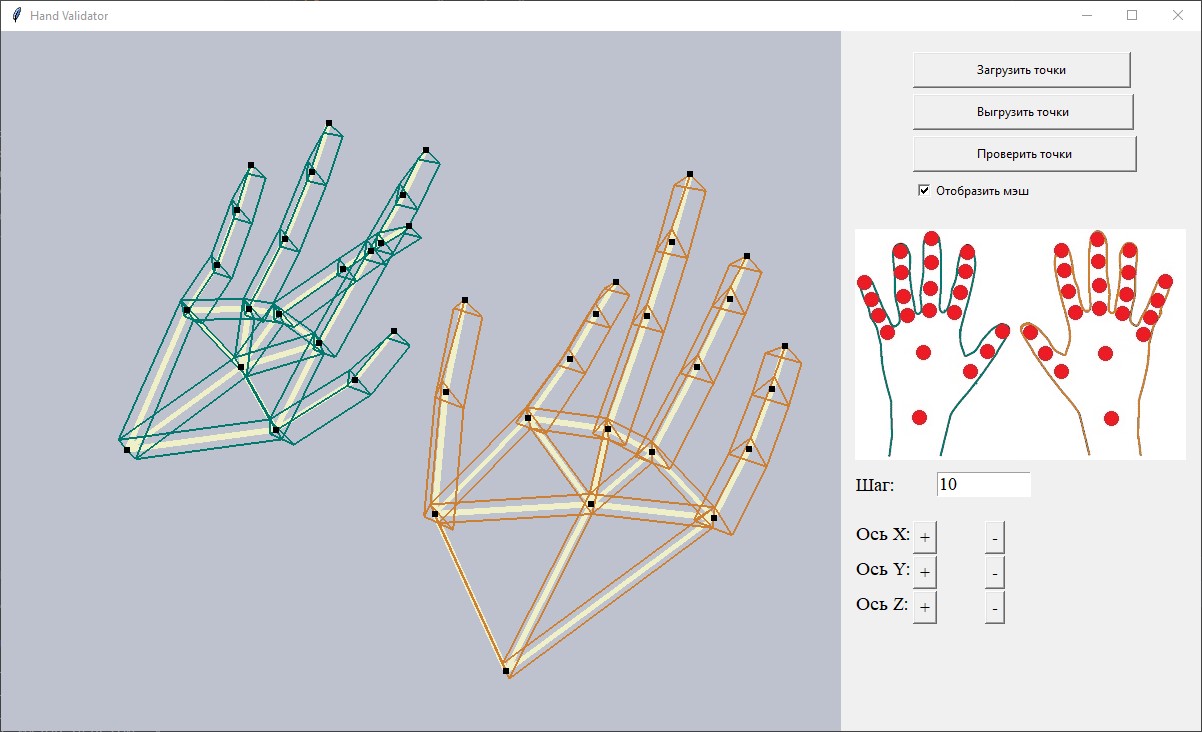 Hand Validator
Загрузить точки
Выгрузить точки
Проверить точки
Отобразить мэш
Шаг: 10
Ось X: + -
Ось Y: + -
Ось Z: + -